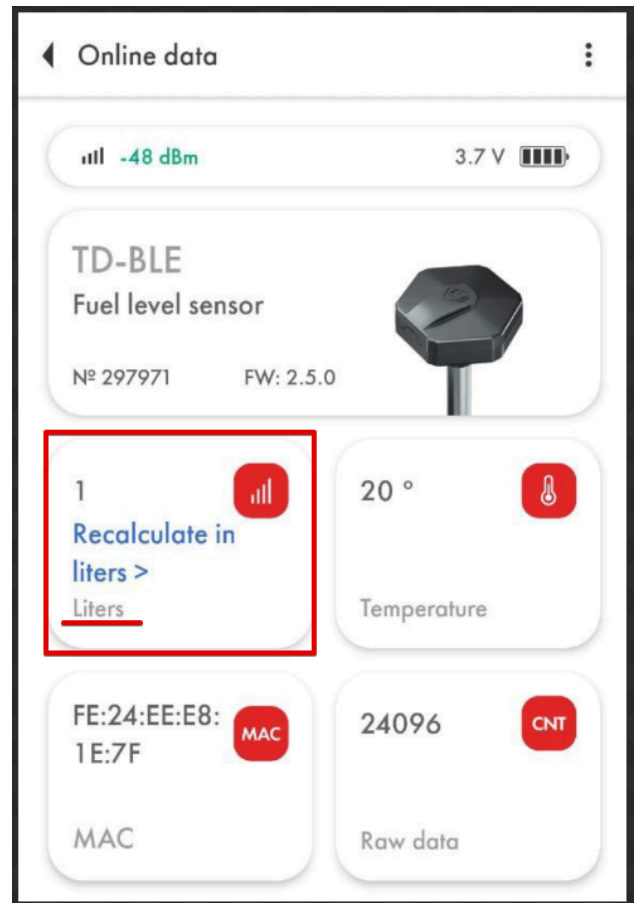 Online data
-48 dBm
3.7 V
TD-BLE
Fuel level sensor
№ 297971
FW: 2.5.0
1
Recalculate in
liters >
Liters
20 °
Temperature
FE:24:EE:E8:
1E:7F
MAC
MAC
24096
CNT
Raw data